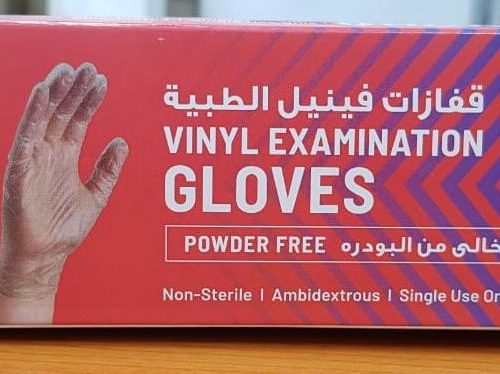 قفازات فينيل الطبية
VINYL EXAMINATION
GLOVES
POWDER FREE خالى من البودره
Non-Sterile I Ambidextrous I Single Use